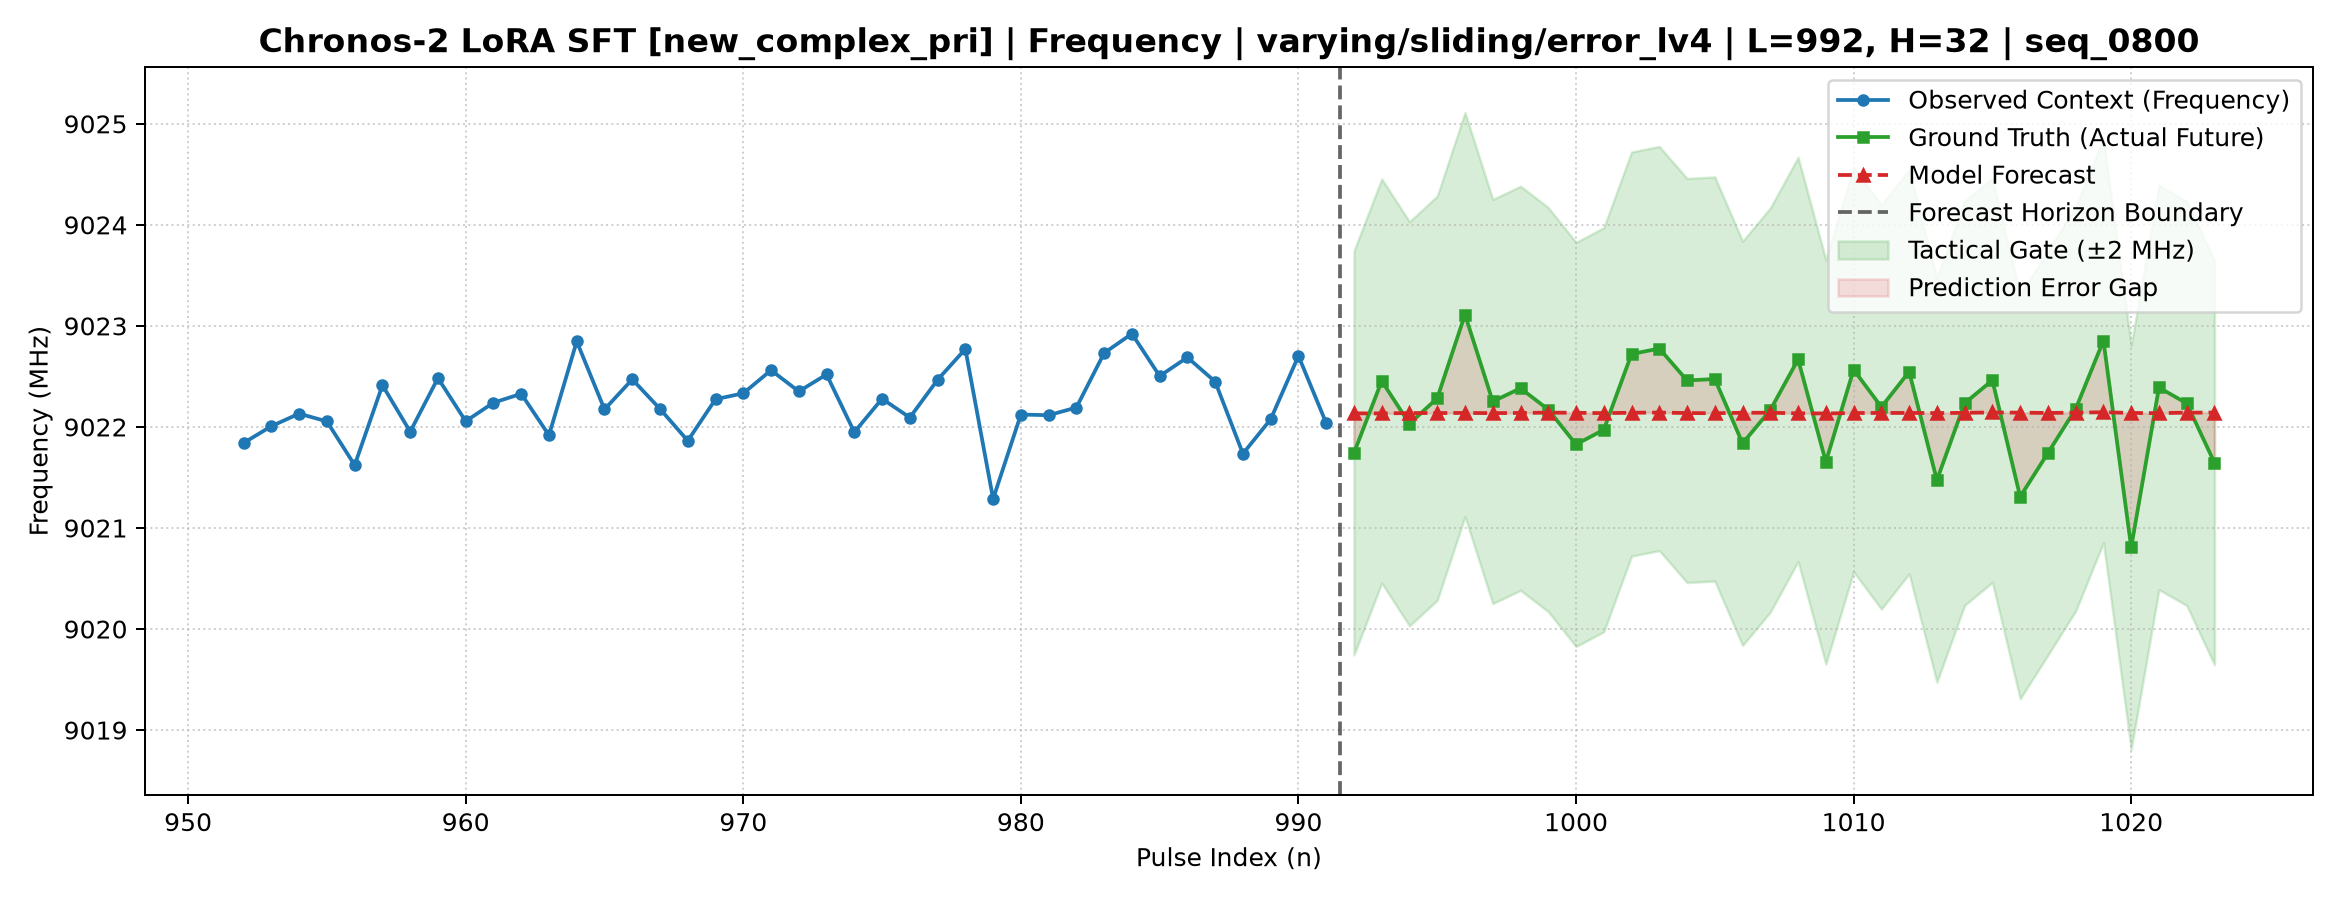 Chronos-2 LoRA SFT [new_complex_pri] | Frequency | varying/sliding/error_lv4 | L=992, H=32 | seq_0800
Observed Context (Frequency)
Ground Truth (Actual Future)
Model Forecast
Forecast Horizon Boundary
Tactical Gate (±2 MHz)
Prediction Error Gap
Frequency (MHz)
9025
9024
9023
9022
9021
9020
9019
950 960 970 980 990 1000 1010 1020
Pulse Index (n)